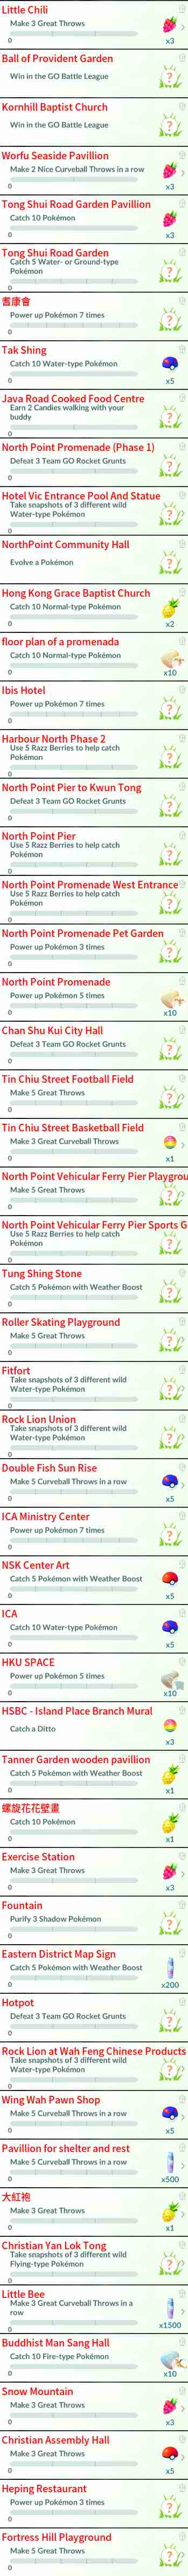 Little Chili
Make 3 Great Throws
0
x3
Ball of Provident Garden
Win in the GO Battle League
?
Kornhill Baptist Church
Win in the GO Battle League
?
Worfu Seaside Pavillion
Make 2 Nice Curveball Throws in a row
0
x3
Tong Shui Road Garden Pavillion
Catch 10 Pokémon
0
x3
Tong Shui Road Garden
Catch 5 Water- or Ground-type
Pokémon
0
?
耆康會
Power up Pokémon 7 times
0
?
Tak Shing
Catch 10 Water-type Pokémon
0
x5
Java Road Cooked Food Centre
Earn 2 Candies walking with your
buddy
0
?
North Point Promenade (Phase 1)
Defeat 3 Team GO Rocket Grunts
0
?
Hotel Vic Entrance Pool And Statue
Take snapshots of 3 different wild
Water-type Pokémon
0
?
NorthPoint Community Hall
Evolve a Pokémon
?
Hong Kong Grace Baptist Church
Catch 10 Normal-type Pokémon
0
x2
floor plan of a promenada
Catch 10 Normal-type Pokémon
0
x10
Ibis Hotel
Power up Pokémon 7 times
0
?
Harbour North Phase 2
Use 5 Razz Berries to help catch
Pokémon
0
?
North Point Pier to Kwun Tong
Defeat 3 Team GO Rocket Grunts
0
?
North Point Pier
Use 5 Razz Berries to help catch
Pokémon
0
?
North Point Promenade West Entrance
Use 5 Razz Berries to help catch
Pokémon
0
?
North Point Promenade Pet Garden
Power up Pokémon 3 times
0
?
North Point Promenade
Power up Pokémon 5 times
0
x10
Chan Shu Kui City Hall
Defeat 3 Team GO Rocket Grunts
0
?
Tin Chiu Street Football Field
Make 5 Great Throws
0
?
Tin Chiu Street Basketball Field
Make 3 Great Curveball Throws
0
x1
North Point Vehicular Ferry Pier Playgrou
Make 5 Great Throws
0
?
North Point Vehicular Ferry Pier Sports G
Use 5 Razz Berries to help catch
Pokémon
0
?
Tung Shing Stone
Catch 5 Pokémon with Weather Boost
0
?
Roller Skating Playground
Make 5 Great Throws
0
?
Fitfort
Take snapshots of 3 different wild
Water-type Pokémon
0
?
Rock Lion Union
Take snapshots of 3 different wild
Water-type Pokémon
0
?
Double Fish Sun Rise
Make 5 Curveball Throws in a row
0
x5
ICA Ministry Center
Power up Pokémon 7 times
0
?
NSK Center Art
Catch 5 Pokémon with Weather Boost
0
x5
ICA
Catch 10 Water-type Pokémon
0
x5
HKU SPACE
Power up Pokémon 5 times
0
x10
HSBC - Island Place Branch Mural
Catch a Ditto
x3
Tanner Garden wooden pavillion
Catch 5 Pokémon with Weather Boost
0
x1
螺旋花花壁畫
Catch 10 Pokémon
0
x1
Exercise Station
Make 3 Great Throws
0
x3
Fountain
Purify 3 Shadow Pokémon
0
?
Eastern District Map Sign
Catch 5 Pokémon with Weather Boost
0
x200
Hotpot
Defeat 3 Team GO Rocket Grunts
0
?
Rock Lion at Wah Feng Chinese Products
Take snapshots of 3 different wild
Water-type Pokémon
0
?
Wing Wah Pawn Shop
Make 5 Curveball Throws in a row
0
x5
Pavillion for shelter and rest
Make 5 Curveball Throws in a row
0
x500
大紅袍
Make 3 Great Throws
0
x1
Christian Yan Lok Tong
Take snapshots of 3 different wild
Flying-type Pokémon
0
?
Little Bee
Make 3 Great Curveball Throws in a
row
0
x1500
Buddhist Man Sang Hall
Catch 10 Fire-type Pokémon
0
x10
Snow Mountain
Make 3 Great Throws
0
x3
Christian Assembly Hall
Make 3 Great Throws
0
x5
Heping Restaurant
Power up Pokémon 3 times
0
?
Fortress Hill Playground
Make 5 Great Throws
0
?